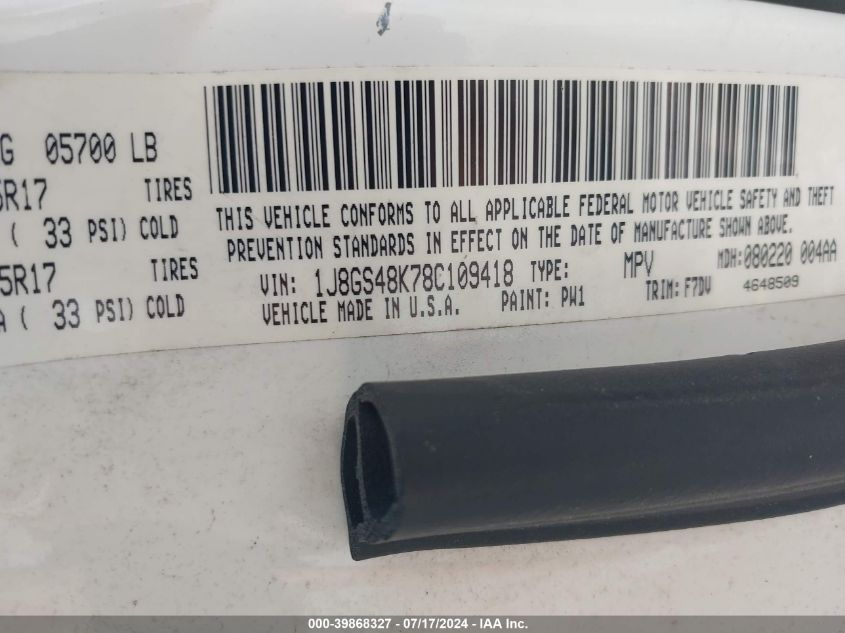 G 05700 LB
5R17 TIRES
( 33 PSI) COLD
5R17 TIRES
A ( 33 PSI) COLD
THIS VEHICLE CONFORMS TO ALL APPLICABLE FEDERAL MOTOR VEHICLE SAFETY AND THEFT
PREVENTION STANDARDS IN EFFECT ON THE DATE OF MANUFACTURE SHOWN ABOVE.
VIN: 1J8GS48K78C109418 TYPE: MPV MDH:080220 004AA
VEHICLE MADE IN U.S.A. PAINT: PW1 TRIM: F7DV 4648509
000-39868327 - 07/17/2024 - IAA Inc.